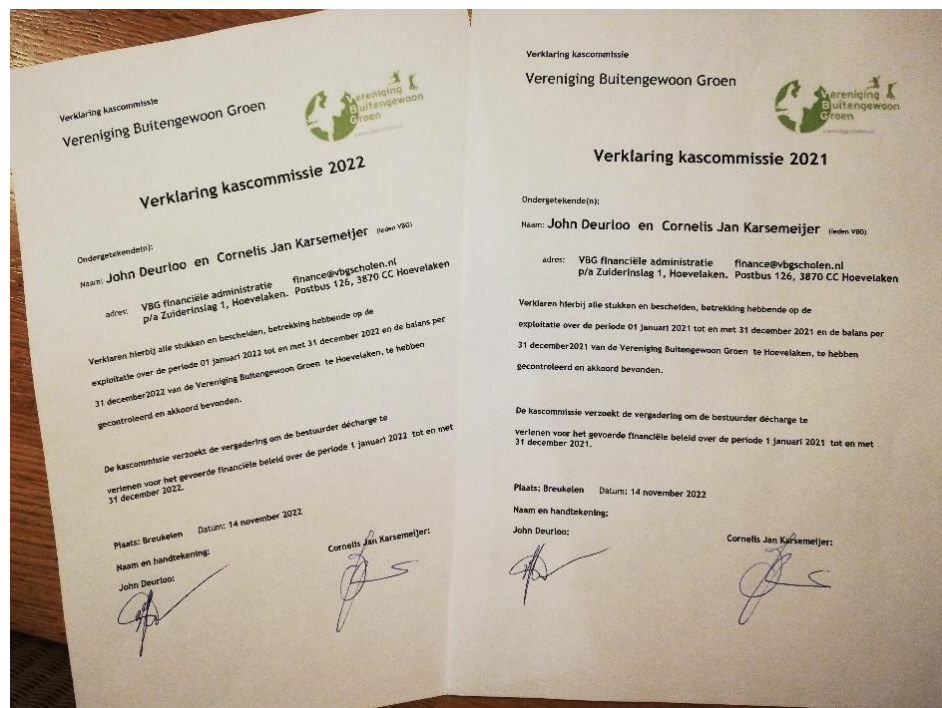 Verklaring kascommissie
Vereniging Buitengewoon Groen
Vereniging
Buitengewoon
Groen
Verklaring kascommissie 2022
Ondergetekende(n):
Naam: John Deurloo en Cornelis Jan Karsemeijer (leden VBG)
adres: VBG financiële administratie finance@vbgscholen.nl
p/a Zuiderinslag 1, Hoevelaken. Postbus 126, 3870 CC Hoevelaken
Verklaren hierbij alle stukken en bescheiden, betrekking hebbende op de
exploitatie over de periode 01 januari 2022 tot en met 31 december 2022 en de balans per
31 december2022 van de Vereniging Buitengewoon Groen te Hoevelaken, te hebben
gecontroleerd en akkoord bevonden.
De kascommissie verzoekt de vergadering om de bestuurder décharge te
verlenen voor het gevoerde financiële beleid over de periode 1 januari 2022 tot en met
31 december 2022.
Plaats: Breukelen Datum: 14 november 2022
Naam en handtekening:
John Deurloo:
Cornelis Jan Karsemeijer:
Verklaring kascommissie
Vereniging Buitengewoon Groen
Vereniging
Buitengewoon
Groen
Verklaring kascommissie 2021
Ondergetekende(n):
Naam: John Deurloo en Cornelis Jan Karsemeijer (leden VBG)
adres: VBG financiële administratie finance@vbgscholen.nl
p/a Zuiderinslag 1, Hoevelaken. Postbus 126, 3870 CC Hoevelaken
Verklaren hierbij alle stukken en bescheiden, betrekking hebbende op de
exploitatie over de periode 01 januari 2021 tot en met 31 december 2021 en de balans per
31 december2021 van de Vereniging Buitengewoon Groen te Hoevelaken, te hebben
gecontroleerd en akkoord bevonden.
De kascommissie verzoekt de vergadering om de bestuurder décharge te
verlenen voor het gevoerde financiële beleid over de periode 1 januari 2021 tot en met
31 december 2021.
Plaats: Breukelen Datum: 14 november 2022
Naam en handtekening:
John Deurloo:
Cornelis Jan Karsemeijer: